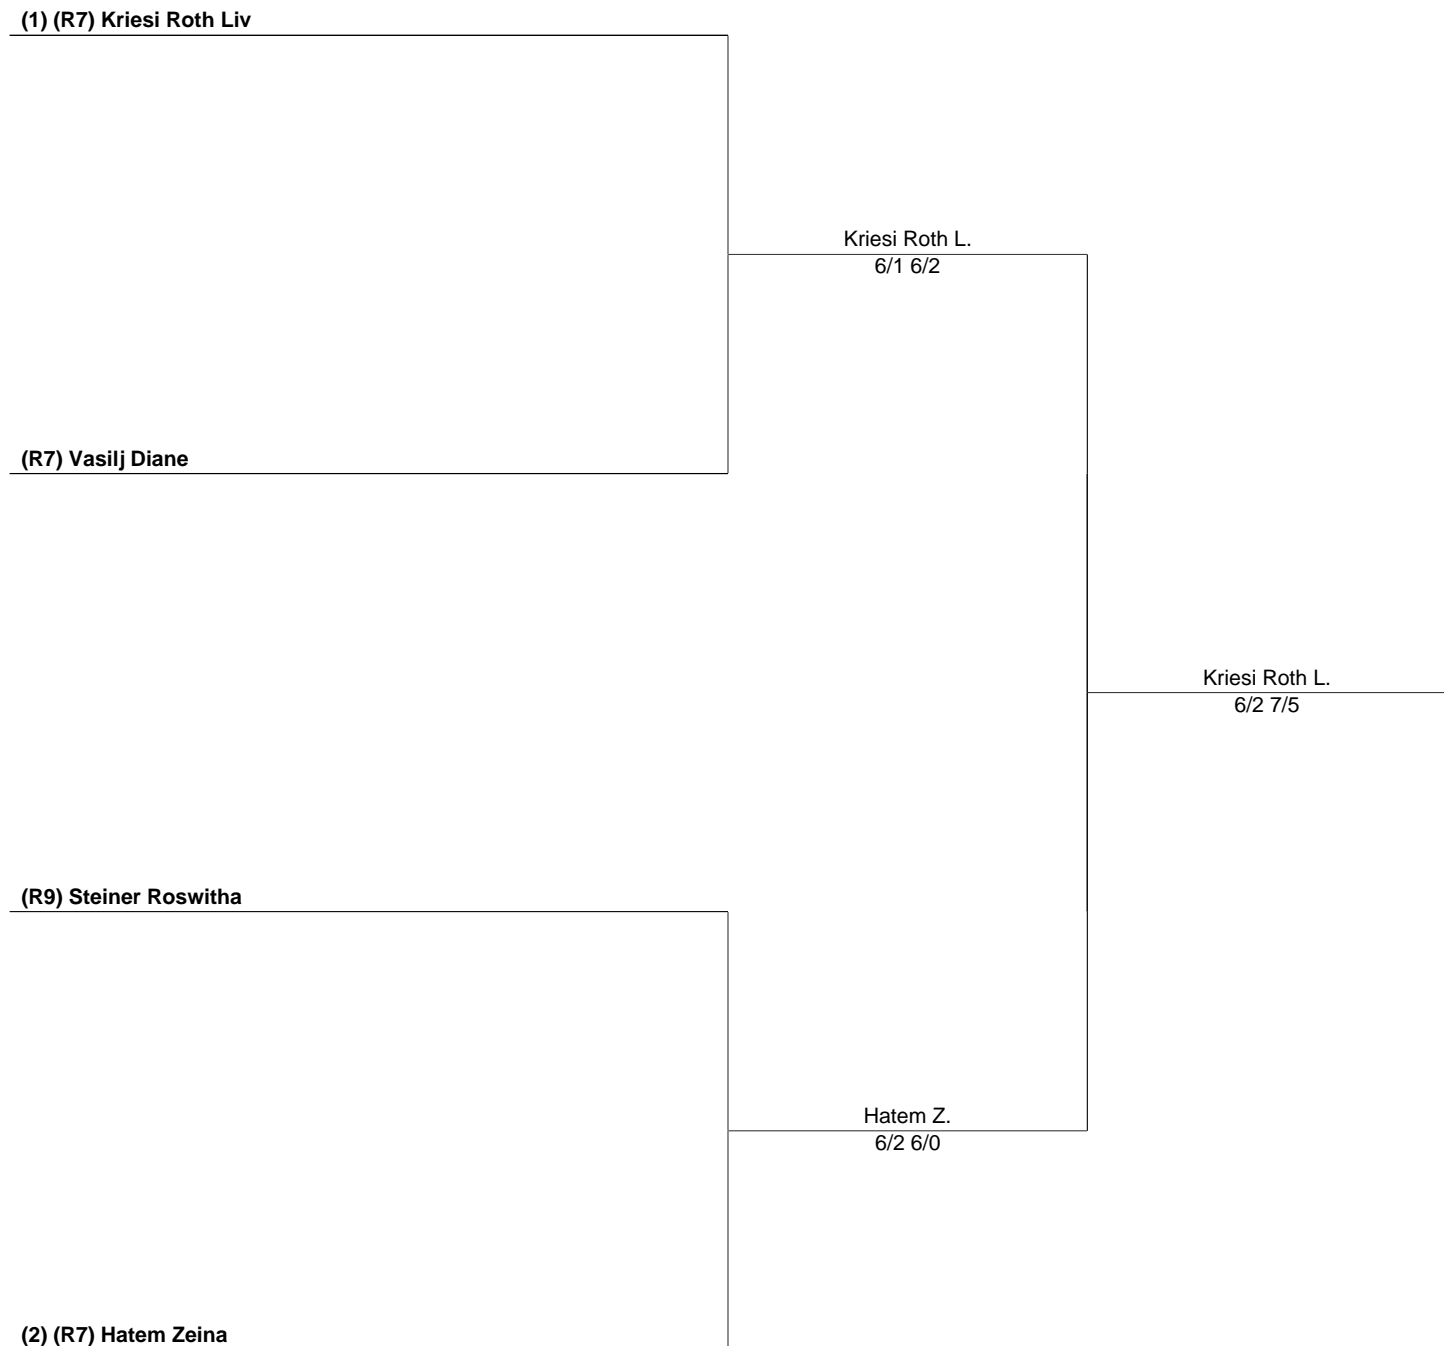 (1) (R7) Kriesi Roth Liv
Kriesi Roth L.
6/1 6/2
(R7) Vasilj Diane
Kriesi Roth L.
6/2 7/5
(R9) Steiner Roswitha
Hatem Z.
6/2 6/0
(2) (R7) Hatem Zeina